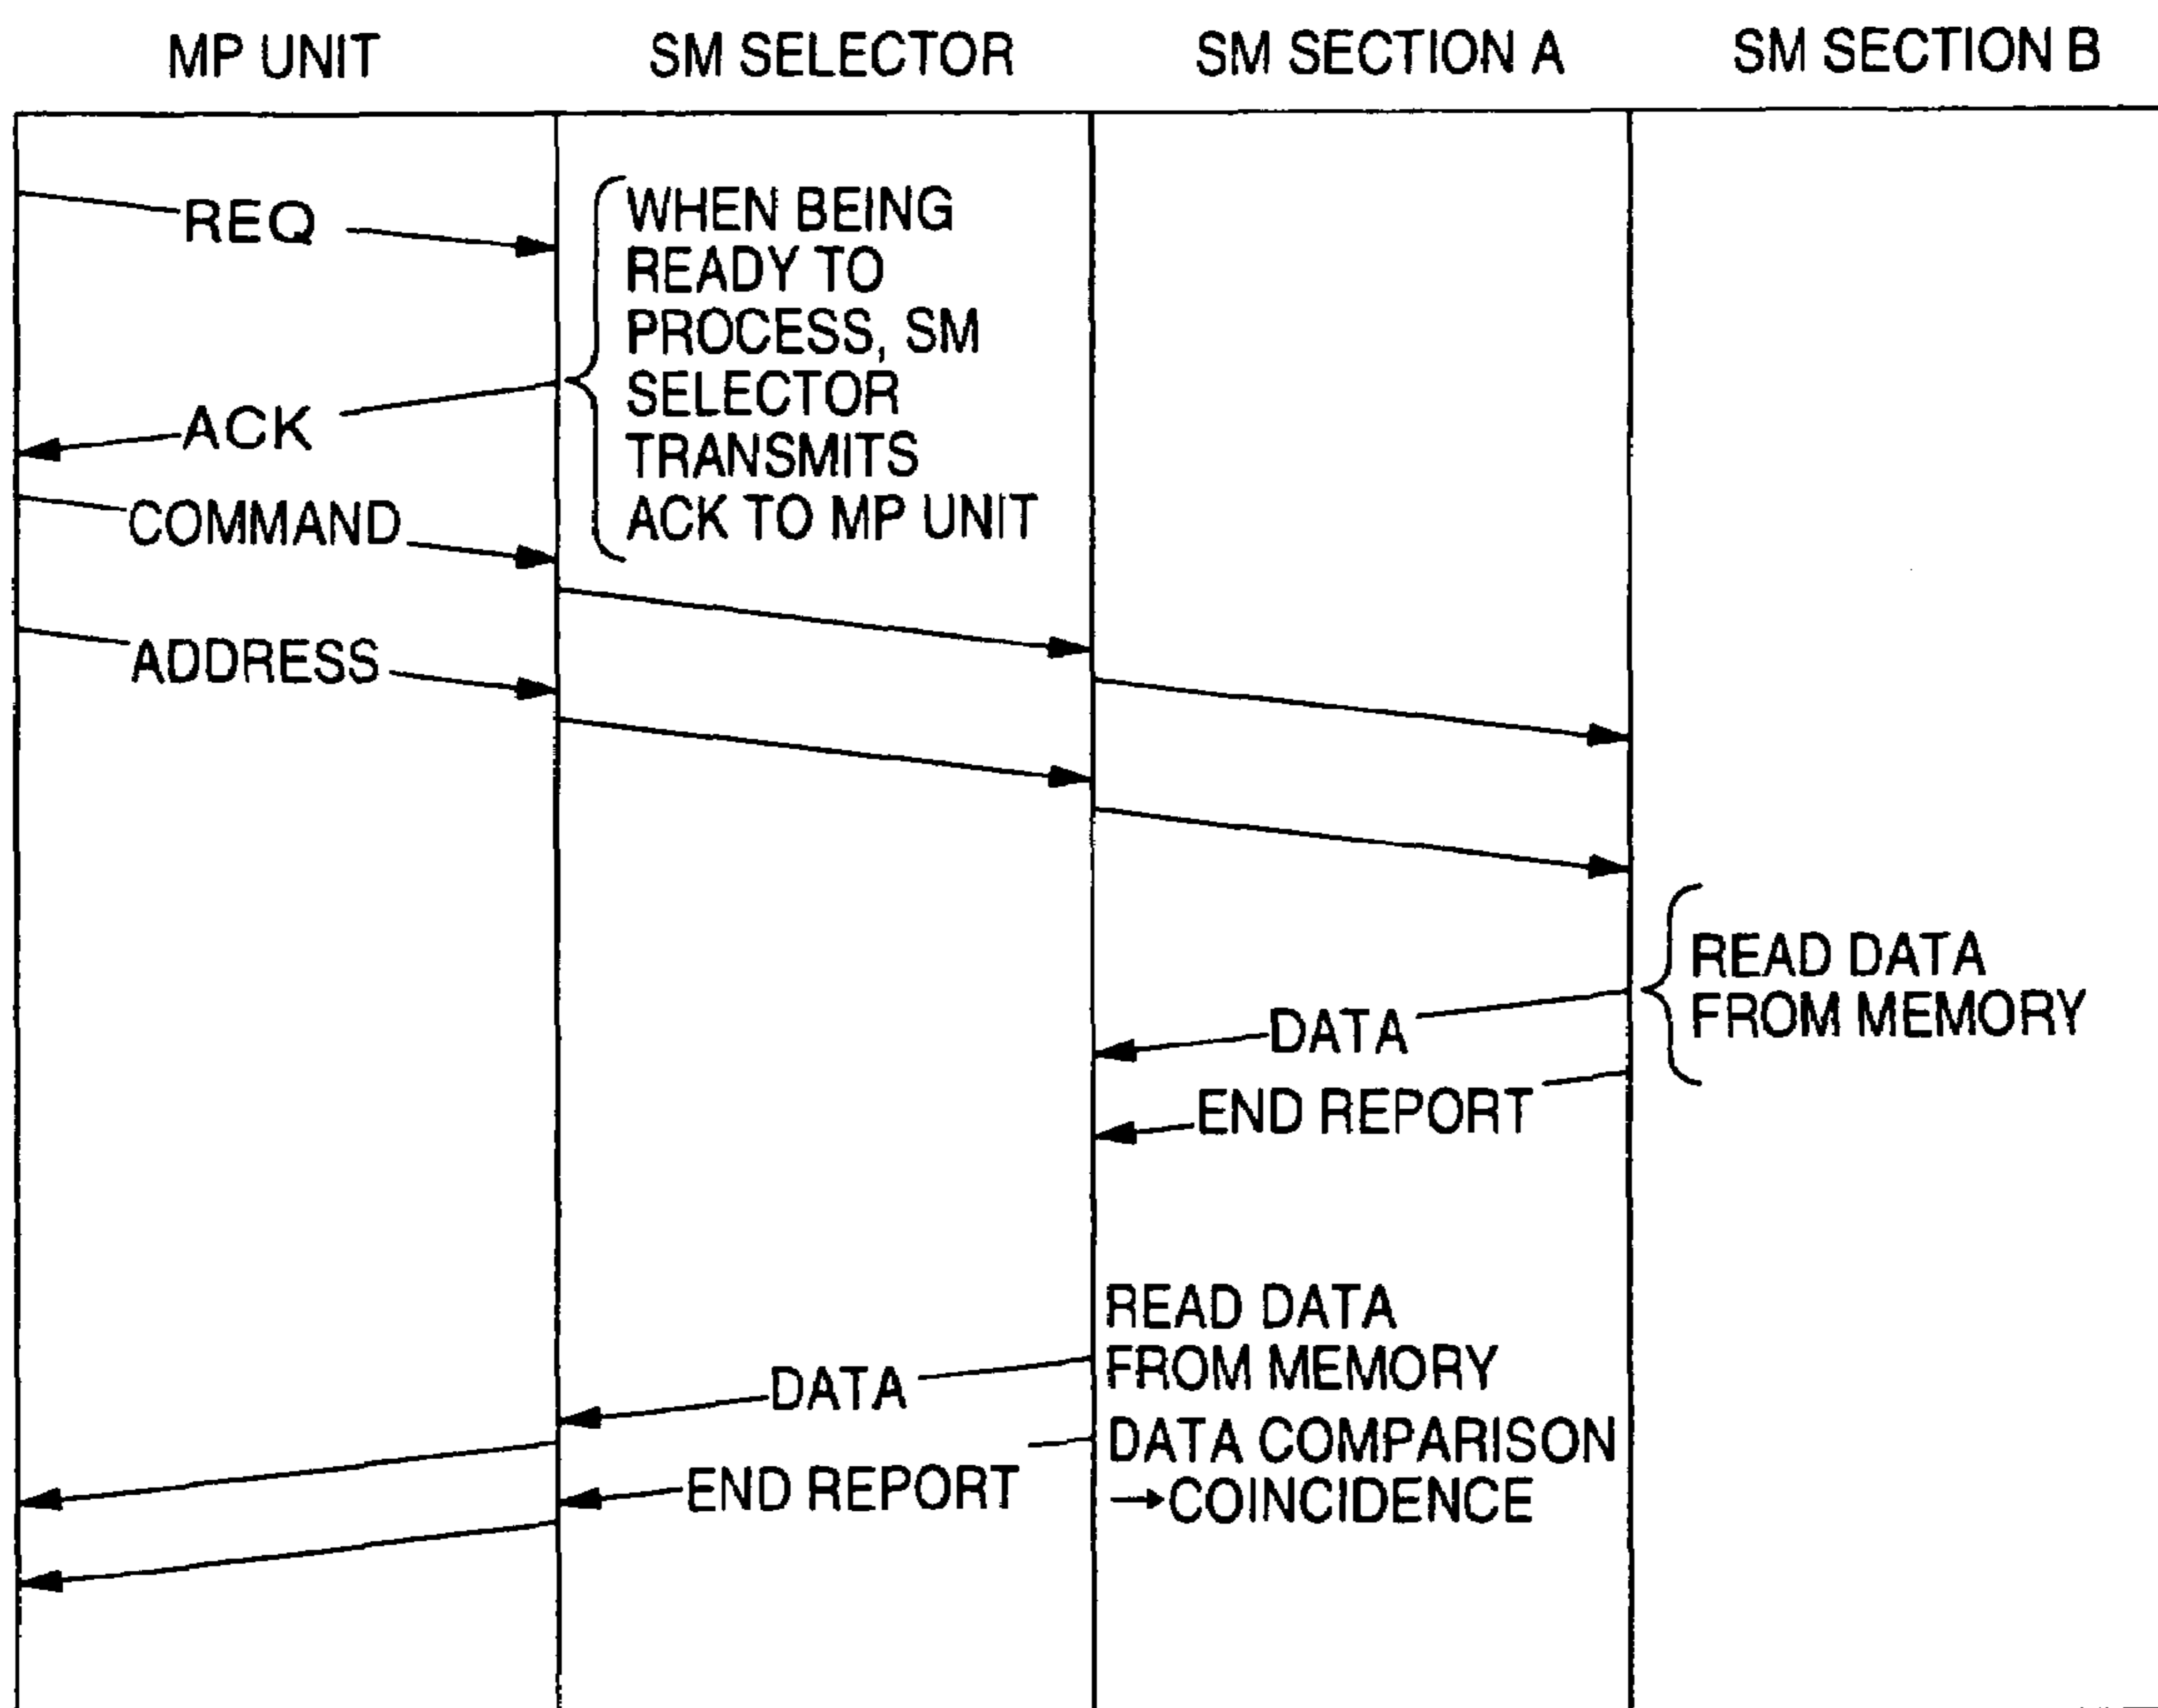 MP UNIT
SM SELECTOR
SM SECTION A
SM SECTION B
REQ
WHEN BEING
READY TO
PROCESS, SM
SELECTOR
TRANSMITS
ACK TO MP UNIT
ACK
COMMAND
ADDRESS
READ DATA
FROM MEMORY
DATA
END REPORT
READ DATA
FROM MEMORY
DATA
DATA COMPARISON
→COINCIDENCE
END REPORT